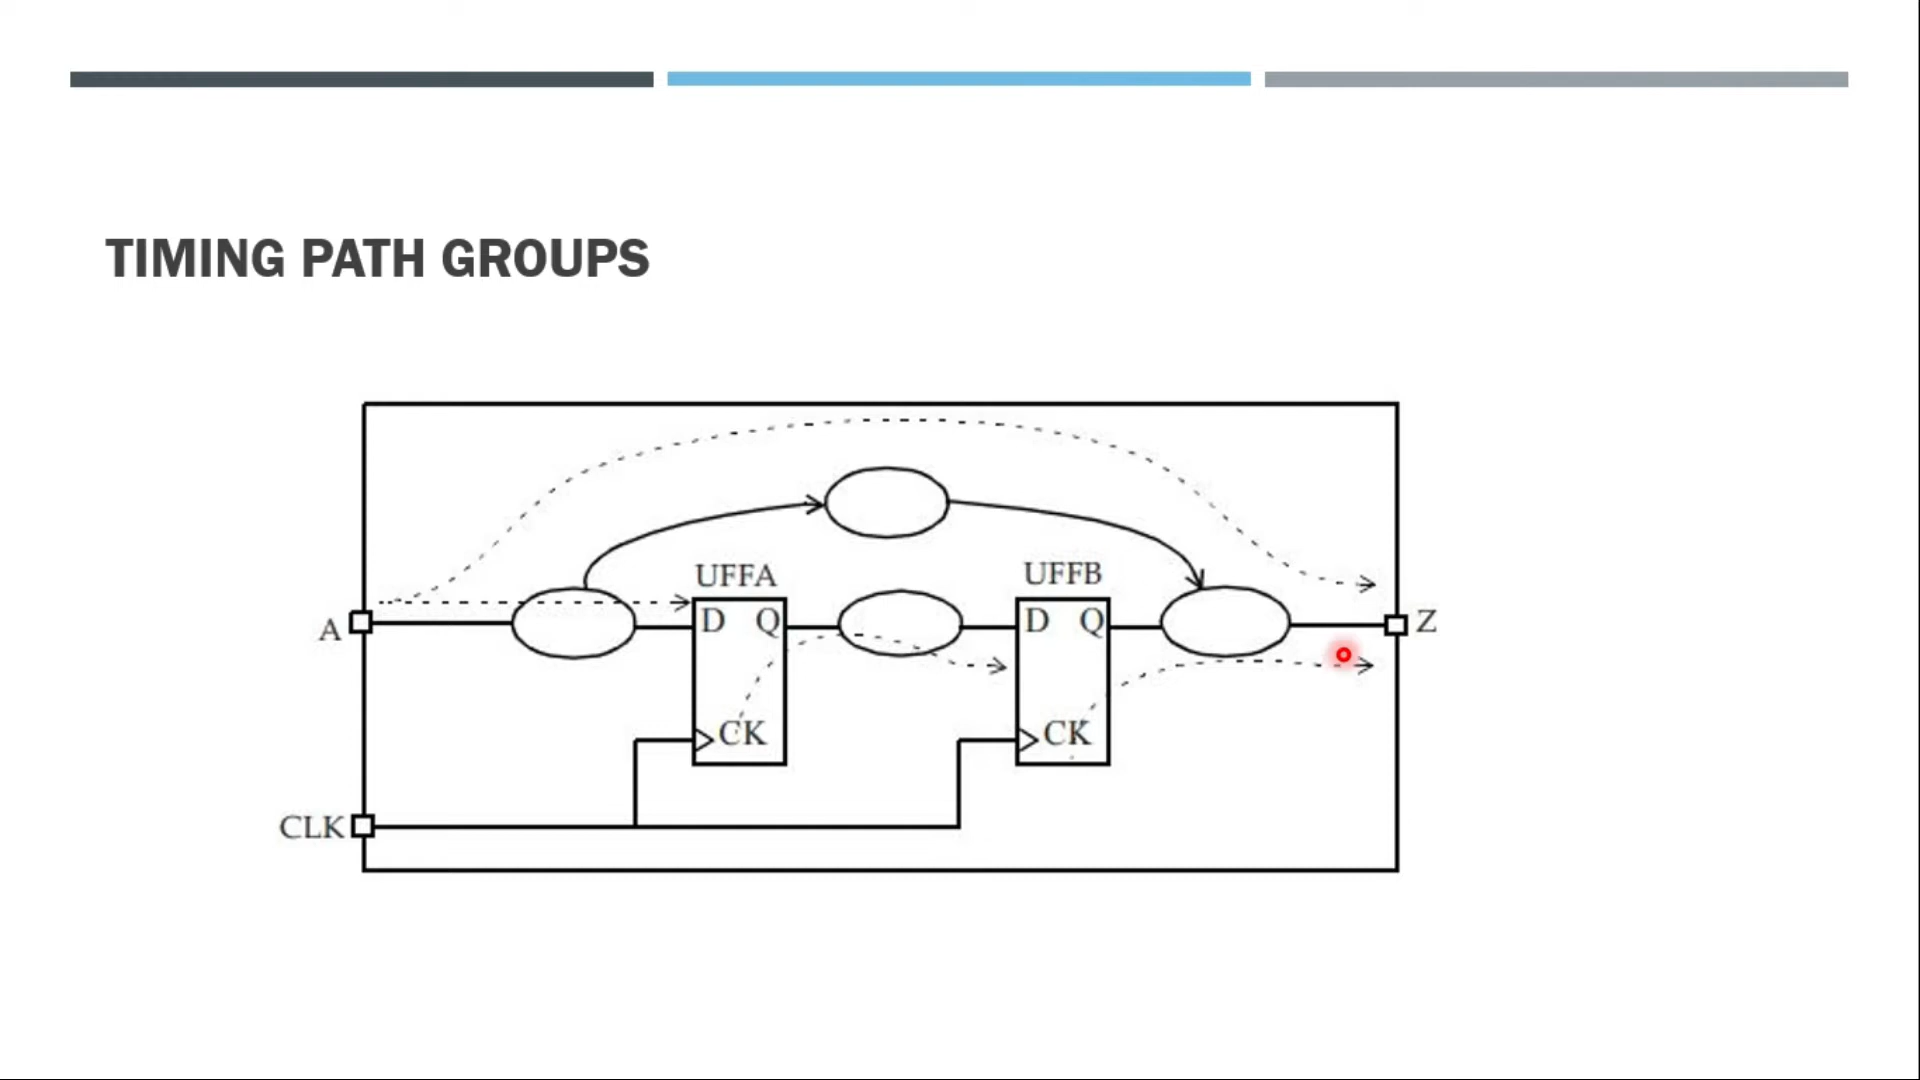 TIMING PATH GROUPS
UFFA
UFFB
A
D Q
D Q
Z
CK
CK
CLK